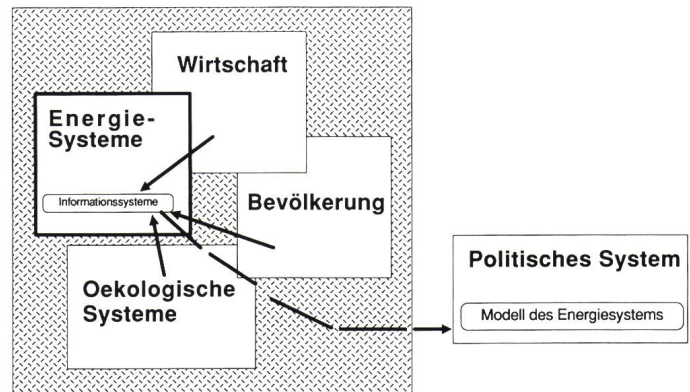 Wirtschaft
Energie-
Systeme
Informationssysteme
Bevölkerung
Oekologische
Systeme
Politisches System
Modell des Energiesystems